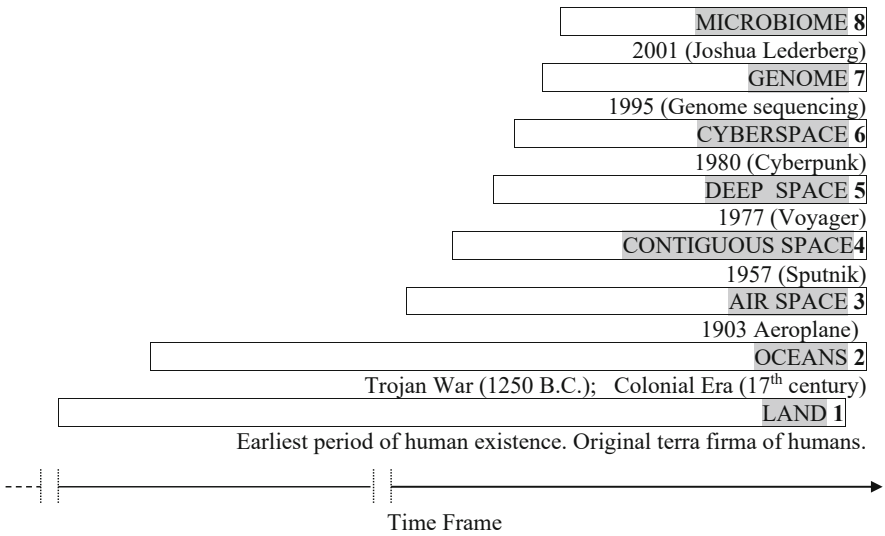 MICROBIOME 8
2001 (Joshua Lederberg)
GENOME 7
1995 (Genome sequencing)
CYBERSPACE 6
1980 (Cyberpunk)
DEEP SPACE 5
1977 (Voyager)
CONTIGUOUS SPACE4
1957 (Sputnik)
AIR SPACE 3
1903 Aeroplane)
OCEANS 2
Trojan War (1250 B.C.); Colonial Era (17th century)
LAND 1
Earliest period of human existence. Original terra firma of humans.
Time Frame